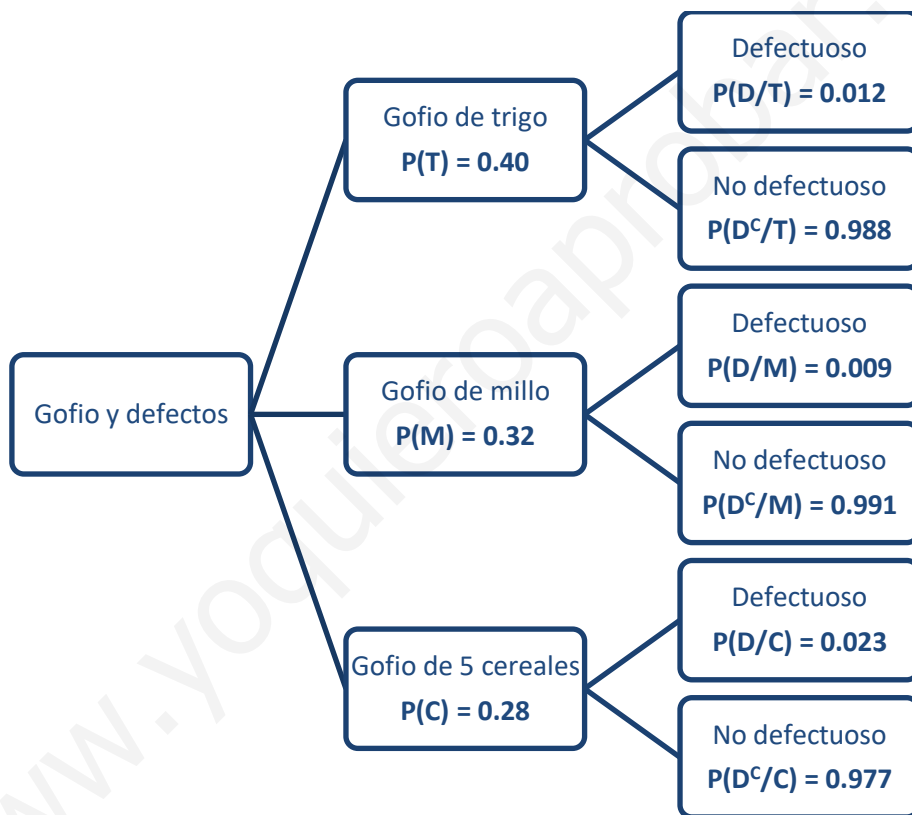 Defectuoso
P(D/T) = 0.012
Gofio de trigo
P(T) = 0.40
No defectuoso
P(Dᶜ/T) = 0.988
Defectuoso
P(D/M) = 0.009
Gofio y defectos
Gofio de millo
P(M) = 0.32
No defectuoso
P(Dᶜ/M) = 0.991
Defectuoso
P(D/C) = 0.023
Gofio de 5 cereales
P(C) = 0.28
No defectuoso
P(Dᶜ/C) = 0.977
www.yoquieroaprobar.